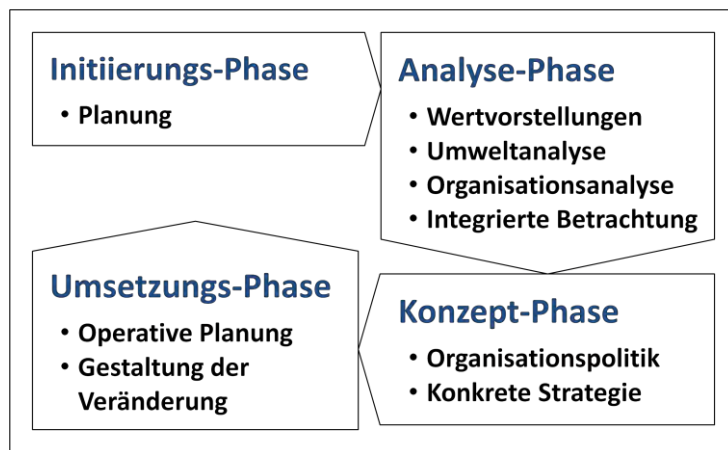 Initiierungs-Phase
• Planung
Analyse-Phase
• Wertvorstellungen
• Umweltanalyse
• Organisationsanalyse
• Integrierte Betrachtung
Konzept-Phase
• Organisationspolitik
• Konkrete Strategie
Umsetzungs-Phase
• Operative Planung
• Gestaltung der
Veränderung